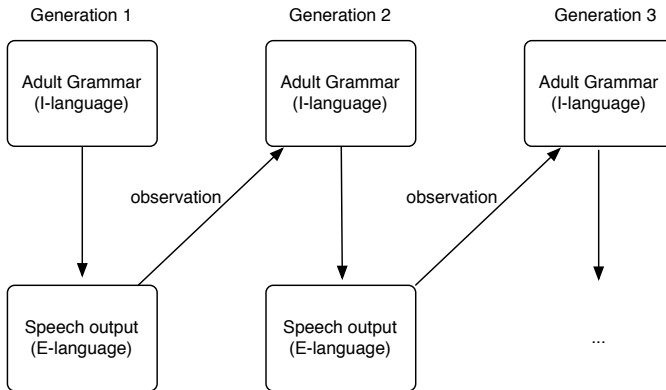 Generation 1
Generation 2
Generation 3
Adult Grammar
(I-language)
Adult Grammar
(I-language)
Adult Grammar
(I-language)
observation
observation
Speech output
(E-language)
Speech output
(E-language)
...